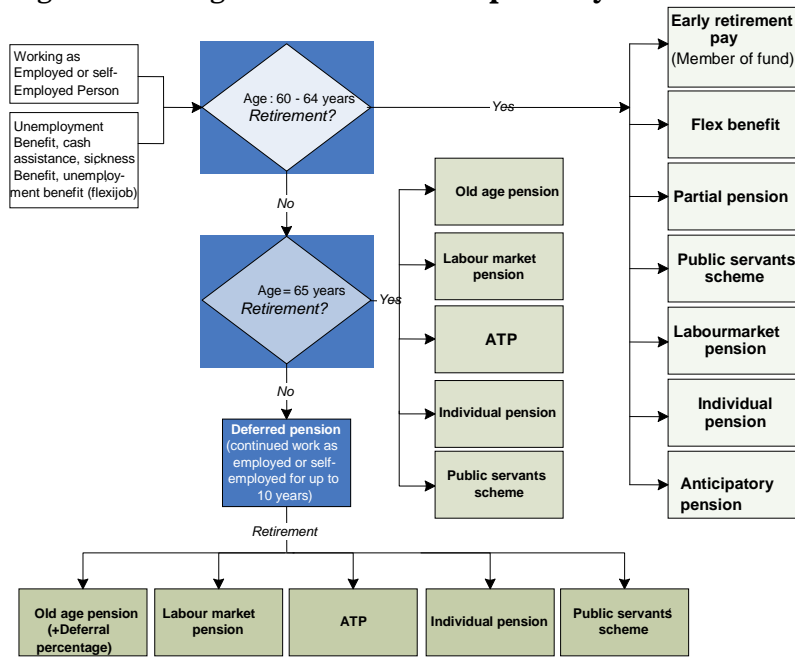 Working as
Employed or self-
Employed Person
Unemployment
Benefit, cash
assistance, sickness
Benefit, unemploy-
ment benefit (flexijob)
Age : 60 - 64 years
Retirement?
Yes
No
Age = 65 years
Retirement?
Yes
No
Deferred pension
(continued work as
employed or self-
employed for up to
10 years)
Retirement
Old age pension
Labour market
pension
ATP
Individual pension
Public servants
scheme
Early retirement
pay
(Member of fund)
Flex benefit
Partial pension
Public servants
scheme
Labourmarket
pension
Individual
pension
Anticipatory
pension
Old age pension
(+Deferral
percentage)
Labour market
pension
ATP
Individual pension
Public servants
scheme